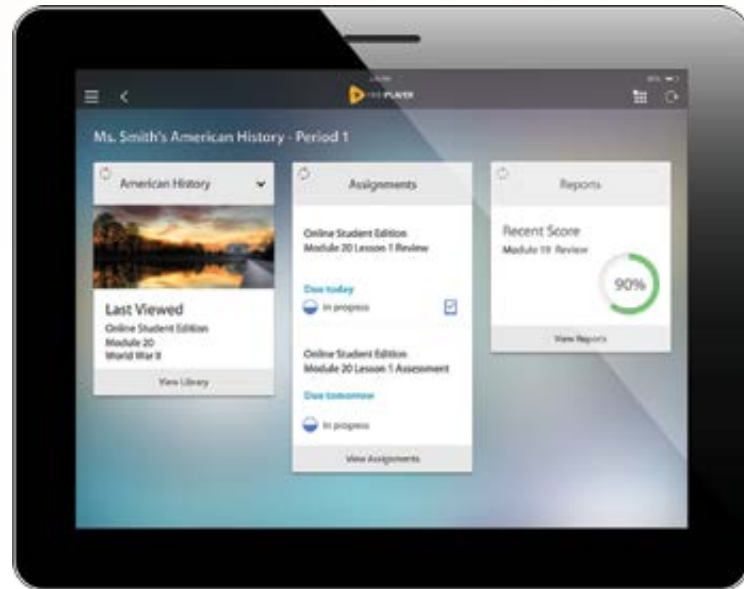 PLAYER
Ms. Smith's American History - Period 1
American History
Last Viewed
Online Student Edition
Module 20
World War II
View Library
Assignments
Online Student Edition
Module 20 Lesson 1 Review
Due today
In progress
Online Student Edition
Module 20 Lesson 1 Assessment
Due tomorrow
In progress
View Assignments
Reports
Recent Score
Module 19 Review
90%
View Reports